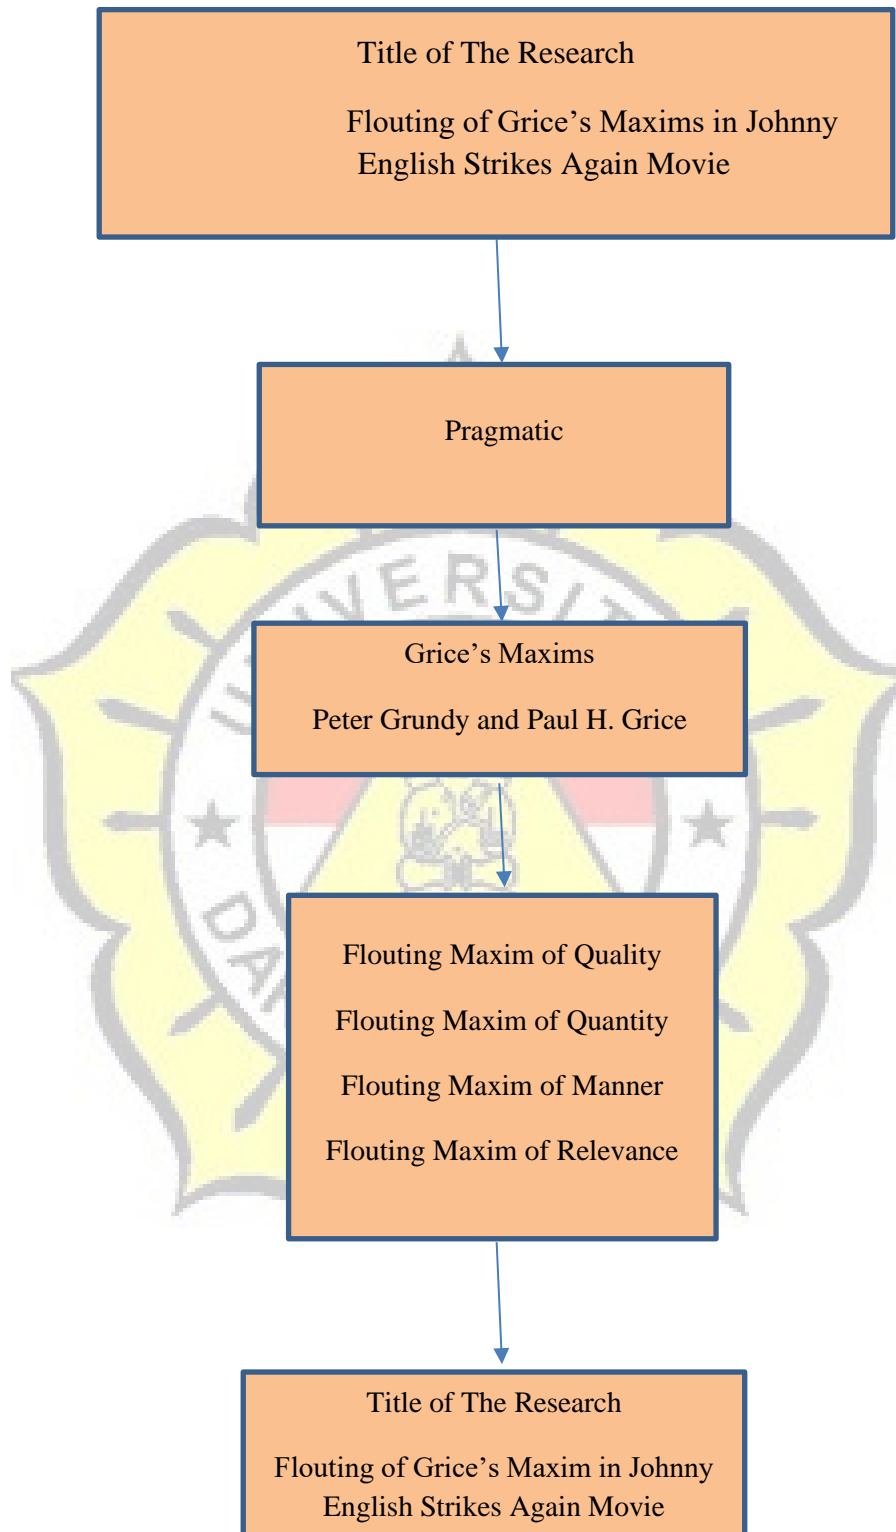 Title of The Research
Flouting of Grice’s Maxims in Johnny
English Strikes Again Movie
Pragmatic
Grice’s Maxims
Peter Grundy and Paul H. Grice
Flouting Maxim of Quality
Flouting Maxim of Quantity
Flouting Maxim of Manner
Flouting Maxim of Relevance
Title of The Research
Flouting of Grice’s Maxim in Johnny
English Strikes Again Movie